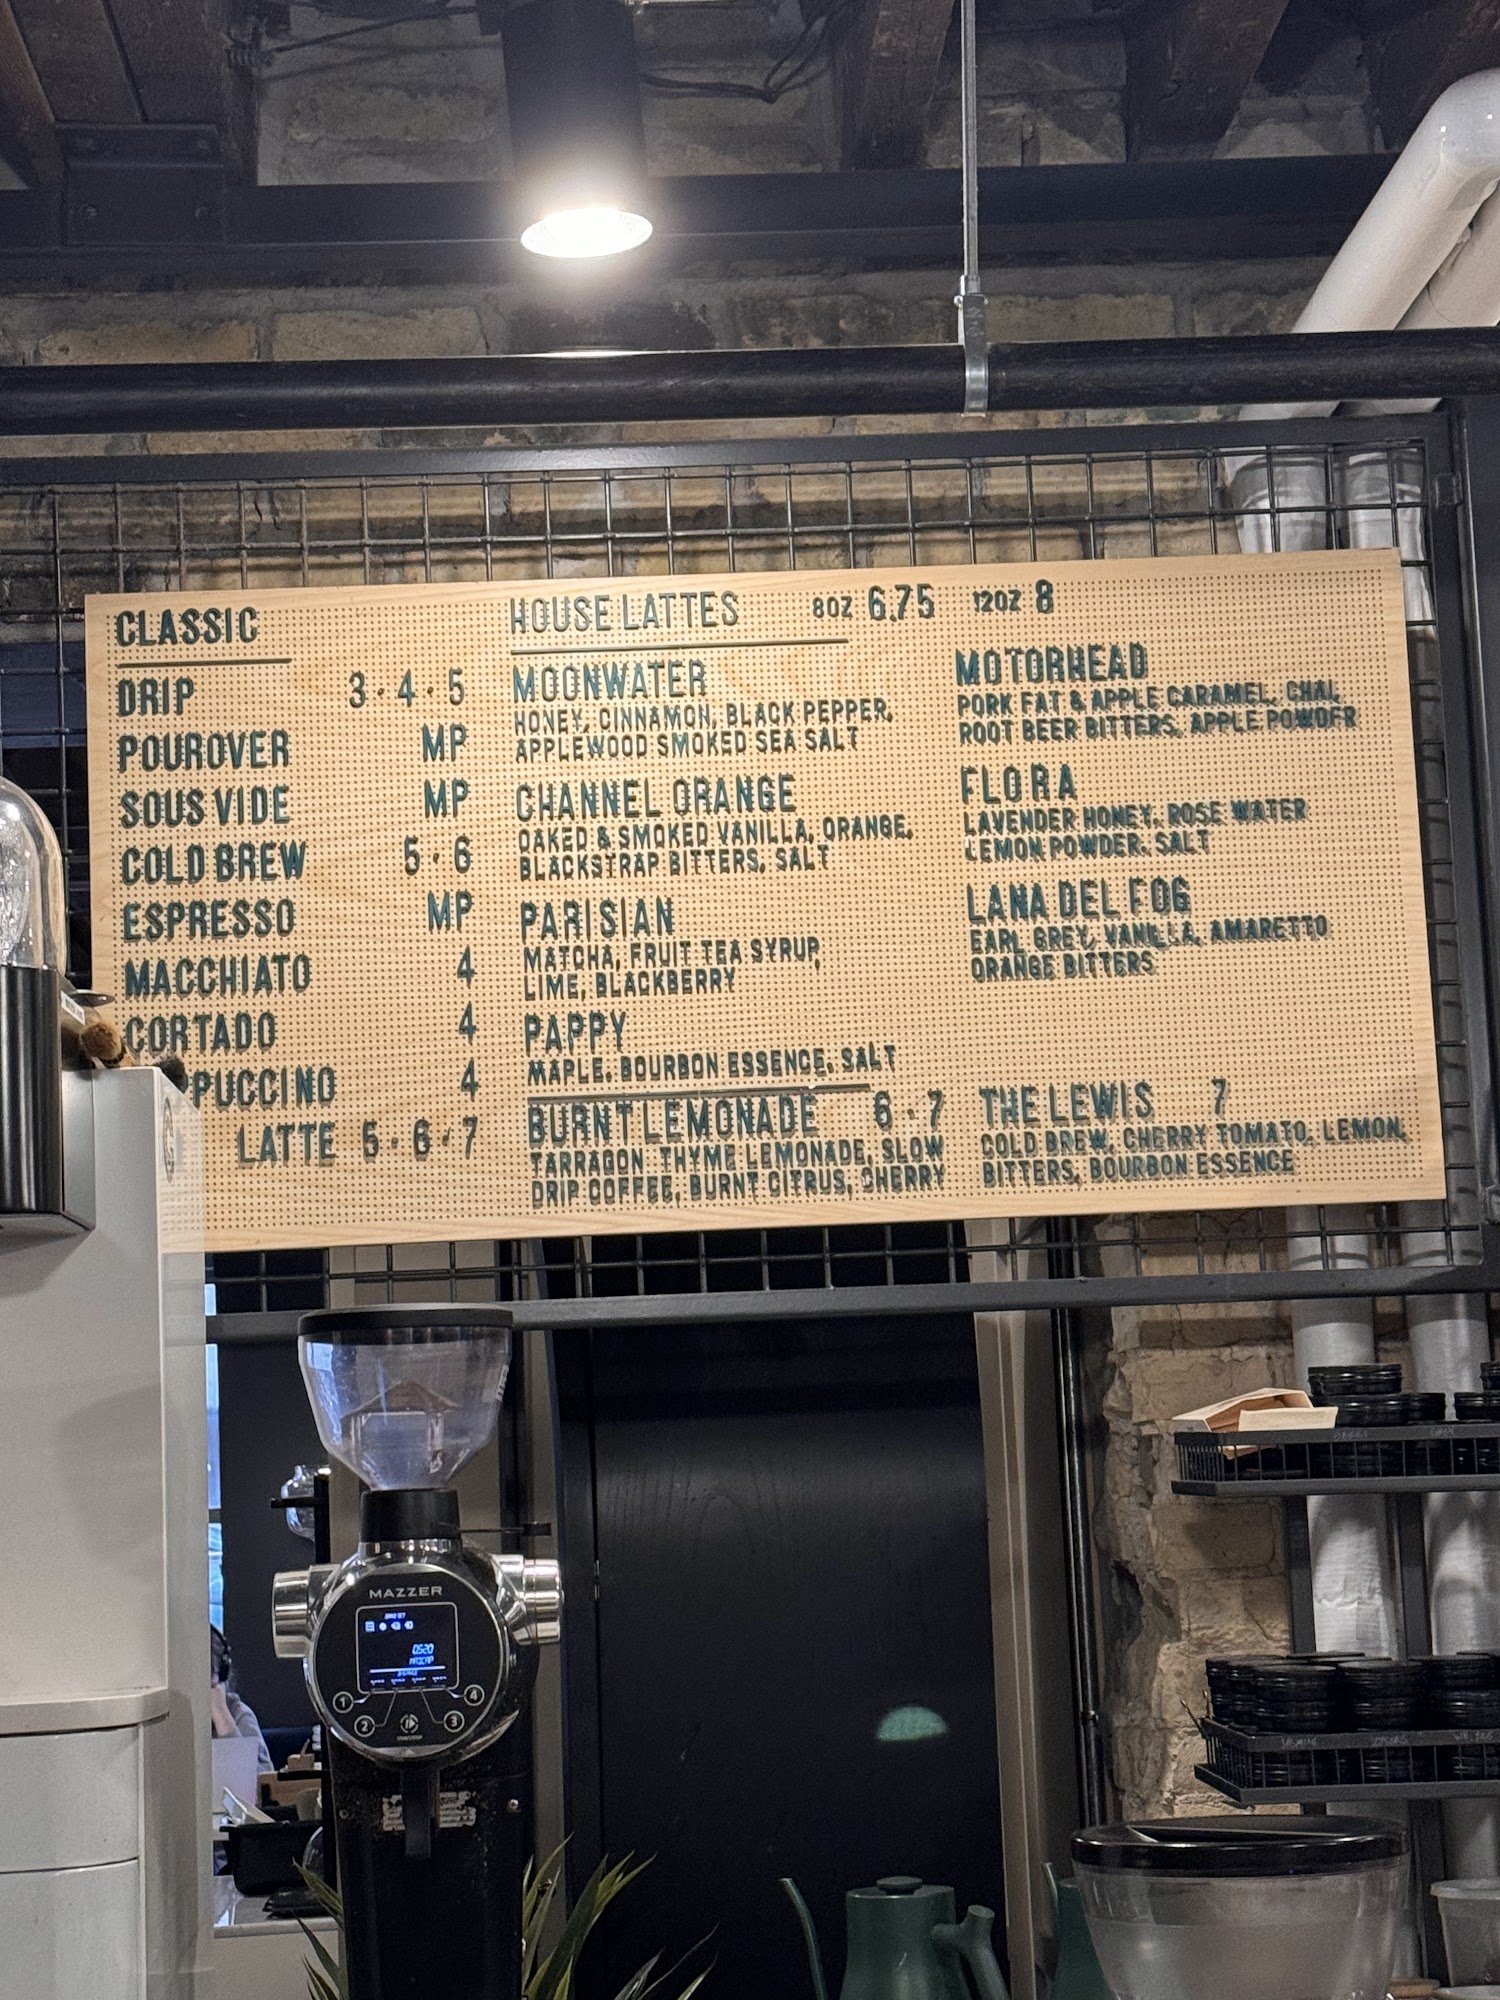 CLASSIC
DRIP 3 · 4 · 5
POUROVER MP
SOUS VIDE MP
COLD BREW 5 · 6
ESPRESSO MP
MACCHIATO 4
CORTADO 4
PUCCINO 4
LATTE 5 · 6 · 7
HOUSE LATTES 8OZ 6.75 12OZ 8
MOONWATER
HONEY, CINNAMON, BLACK PEPPER,
APPLEWOOD SMOKED SEA SALT
CHANNEL ORANGE
OAKED & SMOKED VANILLA, ORANGE,
BLACKSTRAP BITTERS, SALT
PARISIAN
MATCHA, FRUIT TEA SYRUP,
LIME, BLACKBERRY
PAPPY
MAPLE, BOURBON ESSENCE, SALT
BURNT LEMONADE 6 · 7
TARRAGON THYME LEMONADE, SLOW
DRIP COFFEE, BURNT CITRUS, CHERRY
MOTORHEAD
PORK FAT & APPLE CARAMEL, CHAI,
ROOT BEER BITTERS, APPLE POWDER
FLORA
LAVENDER HONEY, ROSE WATER
LEMON POWDER, SALT
LANA DEL FOG
EARL GREY, VANILLA, AMARETTO
ORANGE BITTERS
THE LEWIS 7
COLD BREW, CHERRY TOMATO, LEMON,
BITTERS, BOURBON ESSENCE
MAZZER
1
2
3
4